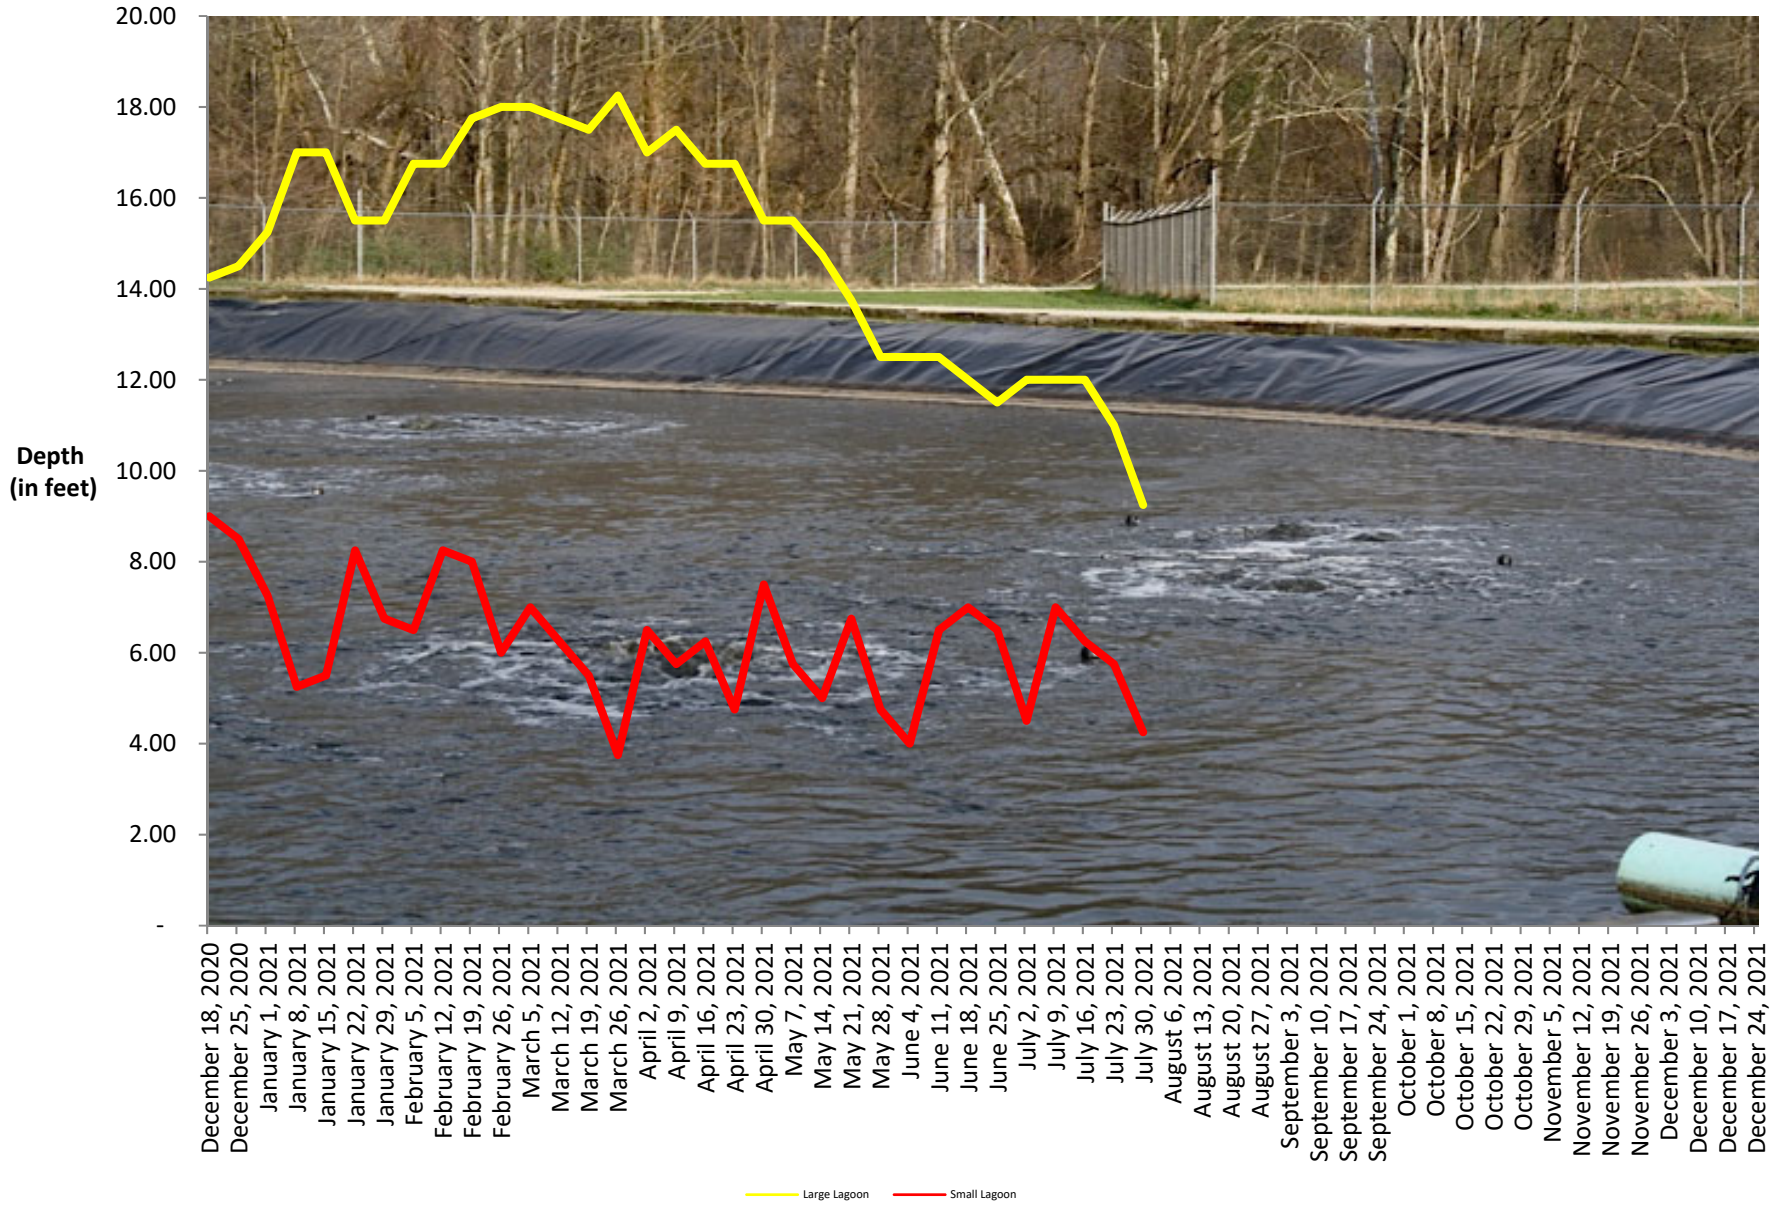 20.00
18.00
16.00
14.00
12.00
10.00
8.00
6.00
4.00
2.00
-
Depth
(in feet)
December 18, 2020
December 25, 2020
January 1, 2021
January 8, 2021
January 15, 2021
January 22, 2021
January 29, 2021
February 5, 2021
February 12, 2021
February 19, 2021
February 26, 2021
March 5, 2021
March 12, 2021
March 19, 2021
March 26, 2021
April 2, 2021
April 9, 2021
April 16, 2021
April 23, 2021
April 30, 2021
May 7, 2021
May 14, 2021
May 21, 2021
May 28, 2021
June 4, 2021
June 11, 2021
June 18, 2021
June 25, 2021
July 2, 2021
July 9, 2021
July 16, 2021
July 23, 2021
July 30, 2021
August 6, 2021
August 13, 2021
August 20, 2021
August 27, 2021
September 3, 2021
September 10, 2021
September 17, 2021
September 24, 2021
October 1, 2021
October 8, 2021
October 15, 2021
October 22, 2021
October 29, 2021
November 5, 2021
November 12, 2021
November 19, 2021
November 26, 2021
December 3, 2021
December 10, 2021
December 17, 2021
December 24, 2021
Large Lagoon
Small Lagoon